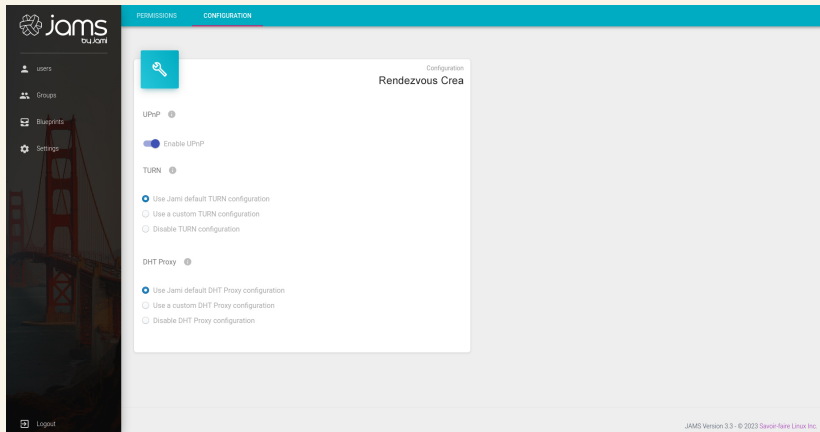 jams
by Jami
users
Groups
Blueprints
Settings
Logout
PERMISSIONS
CONFIGURATION
Configuration
Rendezvous Crea
UPnP
Enable UPnP
TURN
Use Jami default TURN configuration
Use a custom TURN configuration
Disable TURN configuration
DHT Proxy
Use Jami default DHT Proxy configuration
Use a custom DHT Proxy configuration
Disable DHT Proxy configuration
JAMS Version 3.3 - © 2023 Savoir-faire Linux Inc.